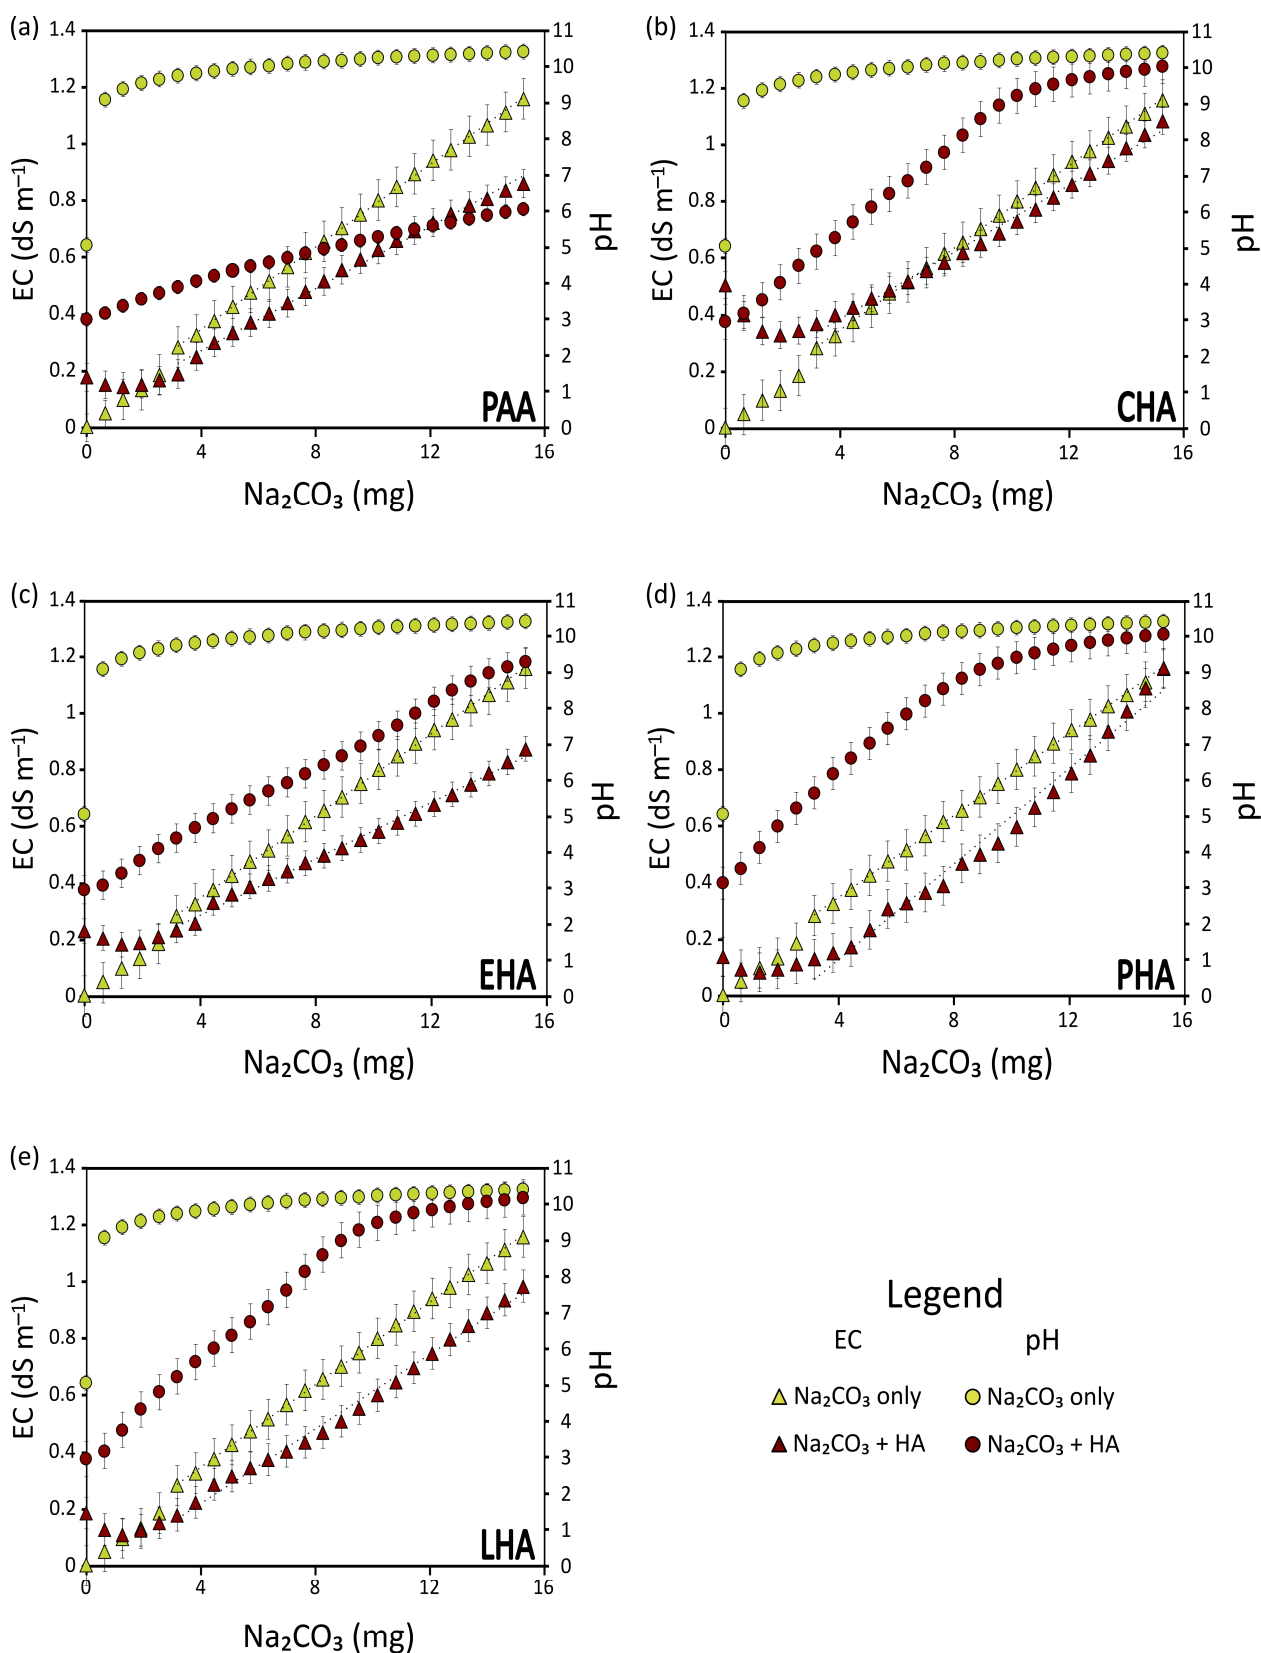 (a)
1.4
1.2
1
0.8
0.6
0.4
0.2
0
EC (dS m⁻¹)
11
10
9
8
7
6
5
4
3
2
1
0
pH
PAA
0 4 8 12 16
Na₂CO₃ (mg)
(b)
1.4
1.2
1
0.8
0.6
0.4
0.2
0
EC (dS m⁻¹)
11
10
9
8
7
6
5
4
3
2
1
0
pH
CHA
0 4 8 12 16
Na₂CO₃ (mg)
(c)
1.4
1.2
1
0.8
0.6
0.4
0.2
0
EC (dS m⁻¹)
11
10
9
8
7
6
5
4
3
2
1
0
pH
EHA
0 4 8 12 16
Na₂CO₃ (mg)
(d)
1.4
1.2
1
0.8
0.6
0.4
0.2
0
EC (dS m⁻¹)
11
10
9
8
7
6
5
4
3
2
1
0
pH
PHA
0 4 8 12 16
Na₂CO₃ (mg)
(e)
1.4
1.2
1
0.8
0.6
0.4
0.2
0
EC (dS m⁻¹)
11
10
9
8
7
6
5
4
3
2
1
0
pH
LHA
0 4 8 12 16
Na₂CO₃ (mg)
Legend
EC pH
Na₂CO₃ only Na₂CO₃ only
Na₂CO₃ + HA Na₂CO₃ + HA